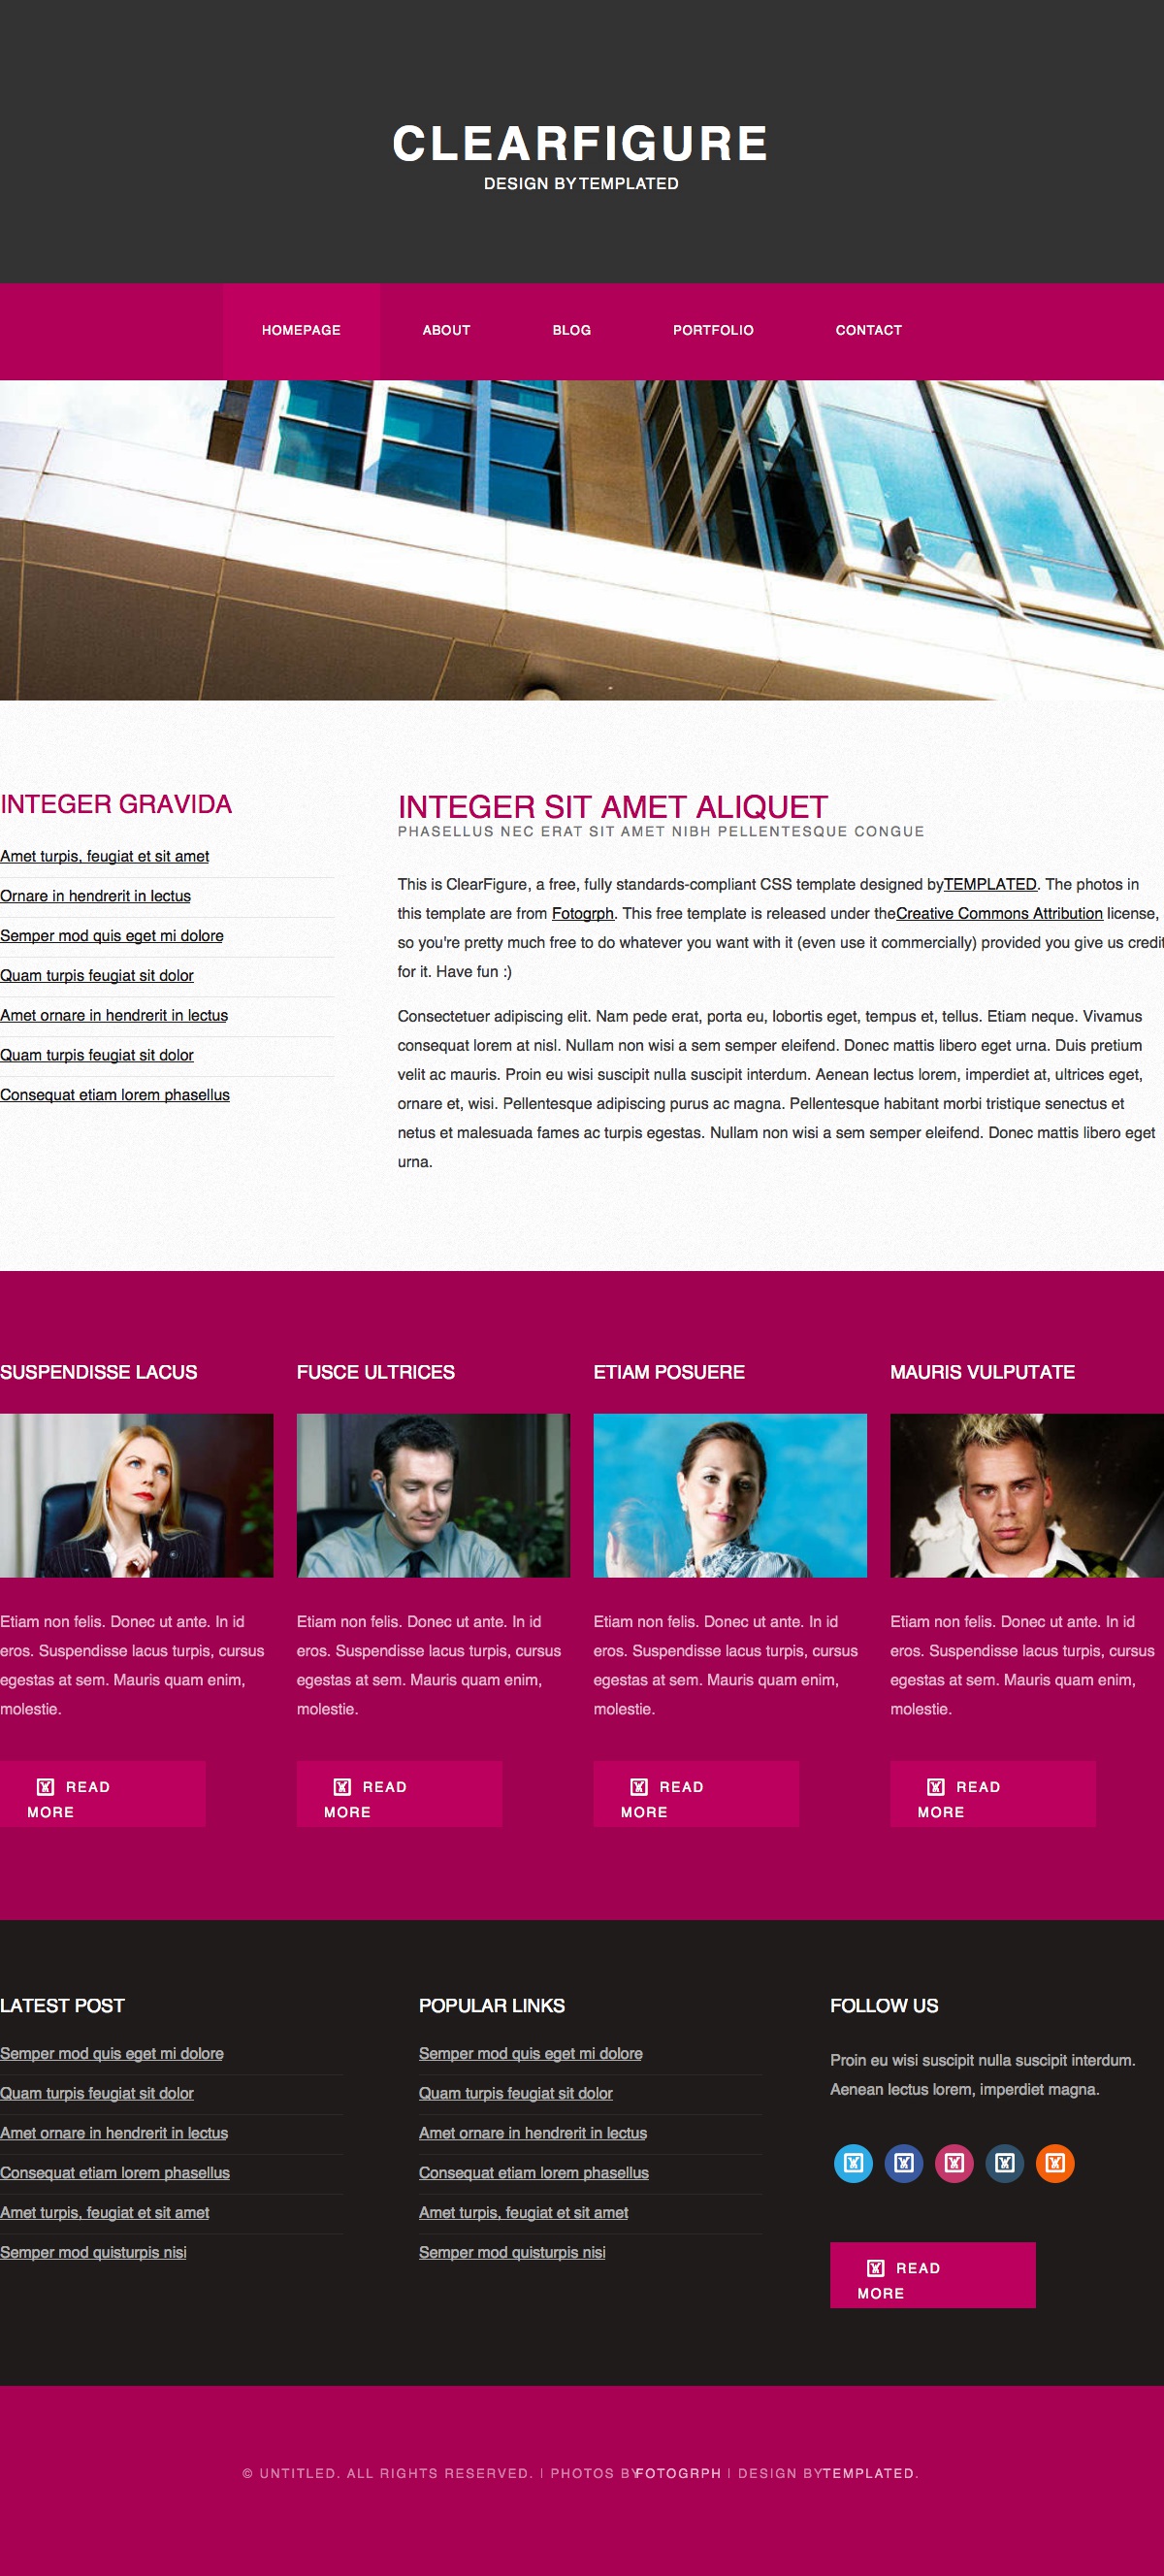 CLEARFIGURE
DESIGN BY TEMPLATED
HOMEPAGE
ABOUT
BLOG
PORTFOLIO
CONTACT
INTEGER GRAVIDA
Amet turpis, feugiat et sit amet
Ornare in hendrerit in lectus
Semper mod quis eget mi dolore
Quam turpis feugiat sit dolor
Amet ornare in hendrerit in lectus
Quam turpis feugiat sit dolor
Consequat etiam lorem phasellus
INTEGER SIT AMET ALIQUET
PHASELLUS NEC ERAT SIT AMET NIBH PELLENTESQUE CONGUE
This is ClearFigure, a free, fully standards-compliant CSS template designed by TEMPLATED. The photos in
this template are from Fotogrph. This free template is released under the Creative Commons Attribution license,
so you're pretty much free to do whatever you want with it (even use it commercially) provided you give us credit
for it. Have fun :)
Consectetuer adipiscing elit. Nam pede erat, porta eu, lobortis eget, tempus et, tellus. Etiam neque. Vivamus
consequat lorem at nisl. Nullam non wisi a sem semper eleifend. Donec mattis libero eget urna. Duis pretium
velit ac mauris. Proin eu wisi suscipit nulla suscipit interdum. Aenean lectus lorem, imperdiet at, ultrices eget,
ornare et, wisi. Pellentesque adipiscing purus ac magna. Pellentesque habitant morbi tristique senectus et
netus et malesuada fames ac turpis egestas. Nullam non wisi a sem semper eleifend. Donec mattis libero eget
urna.
SUSPENDISSE LACUS
Etiam non felis. Donec ut ante. In id
eros. Suspendisse lacus turpis, cursus
egestas at sem. Mauris quam enim,
molestie.
READ
MORE
FUSCE ULTRICES
Etiam non felis. Donec ut ante. In id
eros. Suspendisse lacus turpis, cursus
egestas at sem. Mauris quam enim,
molestie.
READ
MORE
ETIAM POSUERE
Etiam non felis. Donec ut ante. In id
eros. Suspendisse lacus turpis, cursus
egestas at sem. Mauris quam enim,
molestie.
READ
MORE
MAURIS VULPUTATE
Etiam non felis. Donec ut ante. In id
eros. Suspendisse lacus turpis, cursus
egestas at sem. Mauris quam enim,
molestie.
READ
MORE
LATEST POST
Semper mod quis eget mi dolore
Quam turpis feugiat sit dolor
Amet ornare in hendrerit in lectus
Consequat etiam lorem phasellus
Amet turpis, feugiat et sit amet
Semper mod quisturpis nisi
POPULAR LINKS
Semper mod quis eget mi dolore
Quam turpis feugiat sit dolor
Amet ornare in hendrerit in lectus
Consequat etiam lorem phasellus
Amet turpis, feugiat et sit amet
Semper mod quisturpis nisi
FOLLOW US
Proin eu wisi suscipit nulla suscipit interdum.
Aenean lectus lorem, imperdiet magna.
READ
MORE
© UNTITLED. ALL RIGHTS RESERVED. | PHOTOS BY FOTOGRPH | DESIGN BY TEMPLATED.